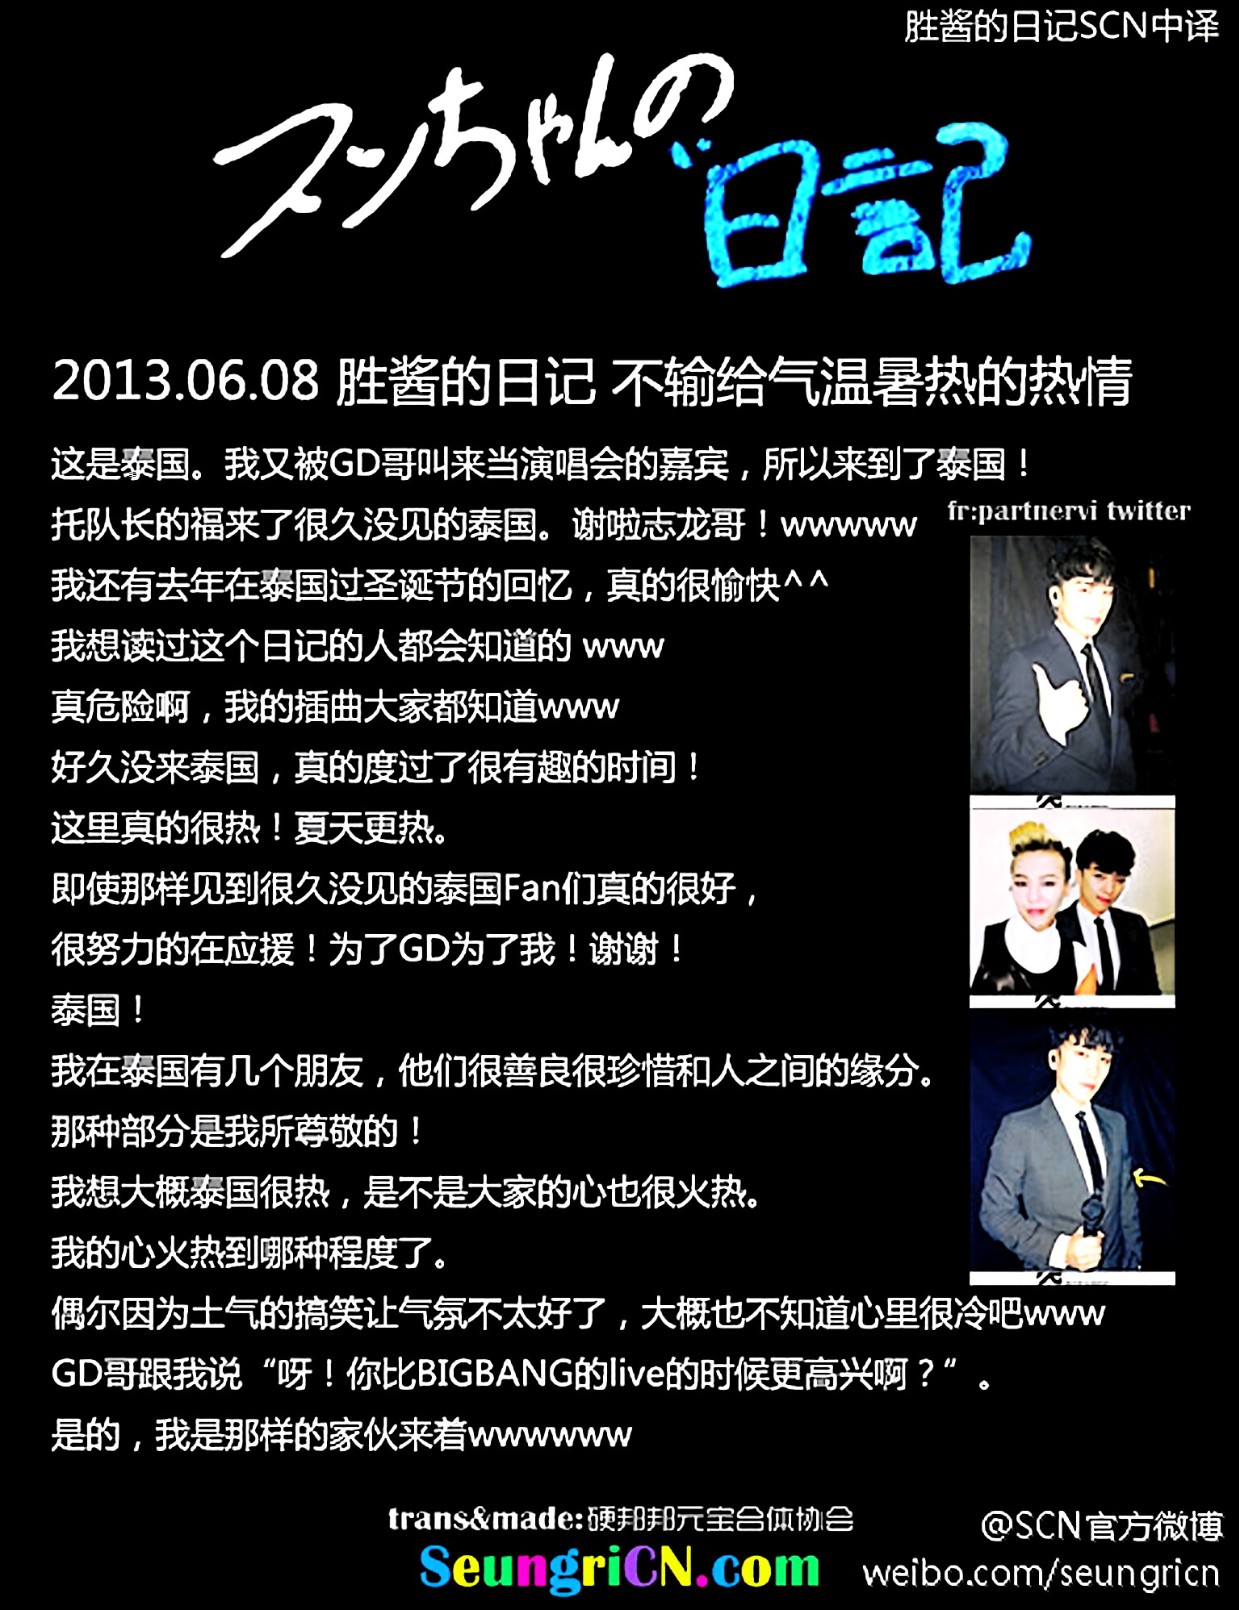 胜酱的日记SCN中译
スンちゃんの
日記
2013.06.08 胜酱的日记 不输给气温暑热的热情
这是泰国。我又被GD哥叫来当演唱会的嘉宾，所以来到了泰国！
托队长的福来了很久没见的泰国。谢啦志龙哥！wwwww
fr:partnervi twitter
我还有去年在泰国过圣诞节的回忆，真的很愉快^^
我想读过这个日记的人都会知道的 www
真危险啊，我的插曲大家都知道www
好久没来泰国，真的度过了很有趣的时间！
这里真的很热！夏天更热。
即使那样见到很久没见的泰国Fan们真的很好，
很努力的在应援！为了GD为了我！谢谢！
泰国！
我在泰国有几个朋友，他们很善良很珍惜和人之间的缘分。
那种部分是我所尊敬的！
我想大概泰国很热，是不是大家的心也很火热。
我的心火热到哪种程度了。
偶尔因为土气的搞笑让气氛不太好了，大概也不知道心里很冷吧www
GD哥跟我说“呀！你比BIGBANG的live的时候更高兴啊？”。
是的，我是那样的家伙来着wwwwww
trans&made:硬邦邦元宝合体协会
SeungriCN.com
@SCN官方微博
weibo.com/seungricn